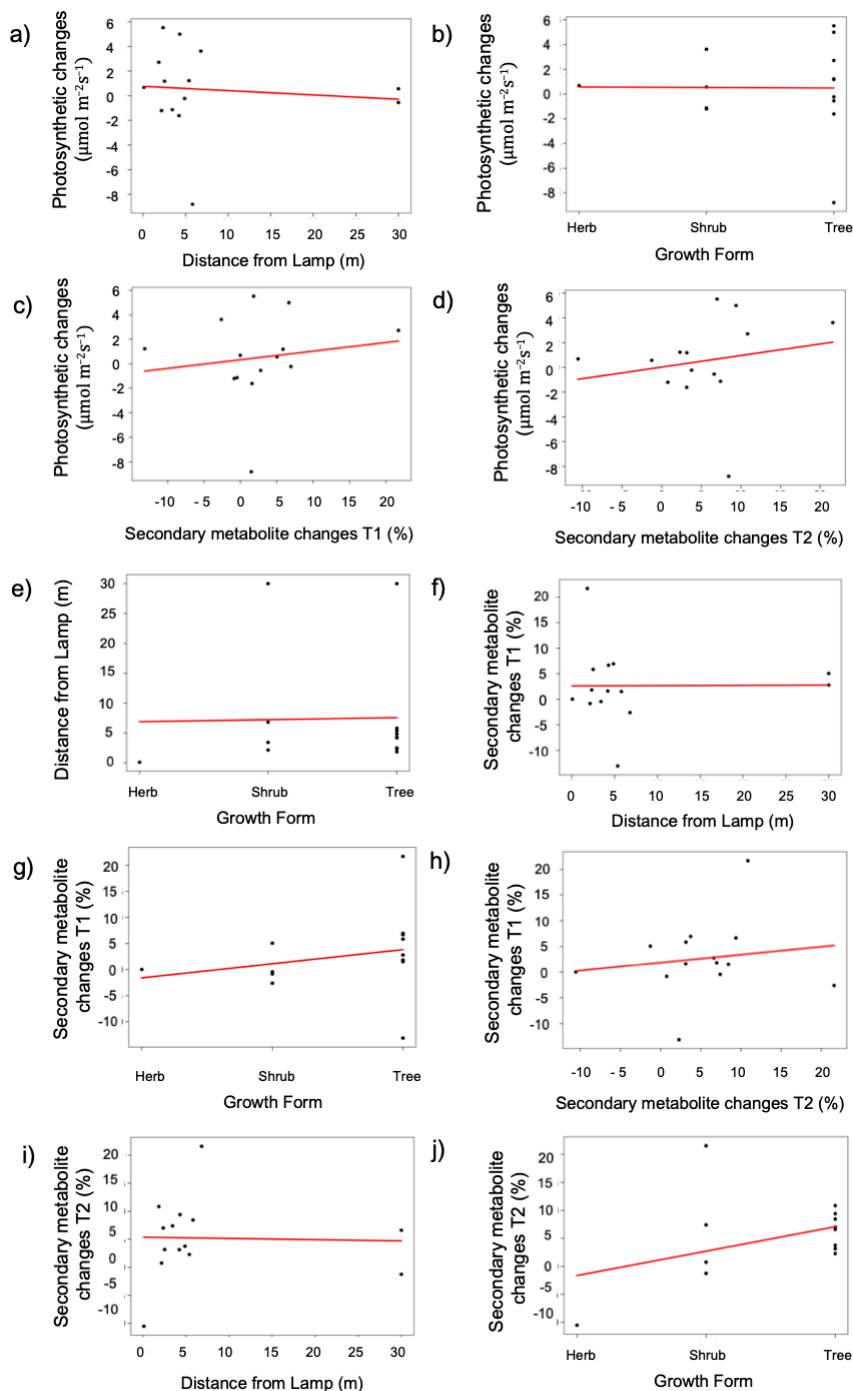 a)
Photosynthetic changes
(μmol m⁻²s⁻¹)
6
4
2
0
-2
-4
-6
-8
0 5 10 15 20 25 30
Distance from Lamp (m)
b)
Photosynthetic changes
(μmol m⁻²s⁻¹)
6
4
2
0
-2
-4
-6
-8
Herb Shrub Tree
Growth Form
c)
Photosynthetic changes
(μmol m⁻²s⁻¹)
6
4
2
0
-2
-4
-6
-8
-10 - 5 0 5 10 15 20
Secondary metabolite changes T1 (%)
d)
Photosynthetic changes
(μmol m⁻²s⁻¹)
6
4
2
0
-2
-4
-6
-8
-10 - 5 0 5 10 15 20
Secondary metabolite changes T2 (%)
e)
Distance from Lamp (m)
30
25
20
15
10
5
0
Herb Shrub Tree
Growth Form
f)
Secondary metabolite
changes T1 (%)
20
15
10
5
0
-5
-10
0 5 10 15 20 25 30
Distance from Lamp (m)
g)
Secondary metabolite
changes T1 (%)
20
15
10
5
0
-5
-10
Herb Shrub Tree
Growth Form
h)
Secondary metabolite
changes T1 (%)
20
15
10
5
0
-5
-10
-10 - 5 0 5 10 15 20
Secondary metabolite changes T2 (%)
i)
Secondary metabolite
changes T2 (%)
20
15
10
5
0
-5
-10
0 5 10 15 20 25 30
Distance from Lamp (m)
j)
Secondary metabolite
changes T2 (%)
20
15
10
5
0
-5
-10
Herb Shrub Tree
Growth Form